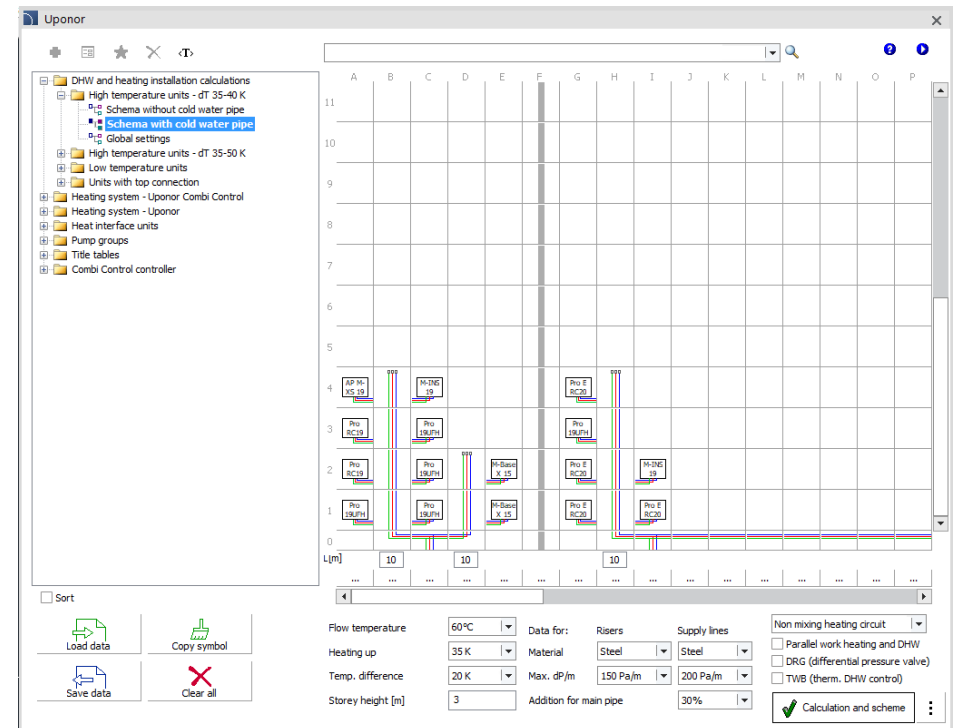 Uponor
<T>
DHW and heating installation calculations
High temperature units - dT 35-40 K
Schema without cold water pipe
Schema with cold water pipe
Global settings
High temperature units - dT 35-50 K
Low temperature units
Units with top connection
Heating system - Uponor Combi Control
Heating system - Uponor
Heat interface units
Pump groups
Title tables
Combi Control controller
A B C D E F G H I J K L M N O P
11
10
9
8
7
6
5
4
AP M-
XS 19
M-INS
19
Pro E
RC20
3
Pro
RC19
Pro
19UFH
Pro
19UFH
2
Pro
RC19
Pro
19UFH
M-Base
X 15
Pro E
RC20
M-INS
19
1
Pro
19UFH
Pro
19UFH
M-Base
X 15
Pro E
RC20
Pro E
RC20
0
L[m] 10 10 10
... ... ... ... ... ... ... ... ... ... ... ... ... ... ... ...
Sort
Load data
Copy symbol
Save data
Clear all
Flow temperature 60°C
Heating up 35 K
Temp. difference 20 K
Storey height [m] 3
Data for: Risers Supply lines
Material Steel Steel
Max. dP/m 150 Pa/m 200 Pa/m
Addition for main pipe 30%
Non mixing heating circuit
Parallel work heating and DHW
DRG (differential pressure valve)
TWB (therm. DHW control)
Calculation and scheme